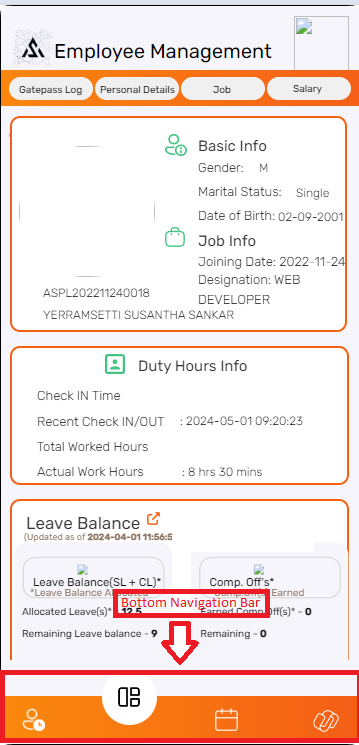 Employee Management
Gatepass Log Personal Details Job Salary
Basic Info
Gender: M
Marital Status: Single
Date of Birth: 02-09-2001
Job Info
Joining Date: 2022-11-24
Designation: WEB
DEVELOPER
ASPL202211240018
YERRAMSETTI SUSANTHA SANKAR
Duty Hours Info
Check IN Time
Recent Check IN/OUT : 2024-05-01 09:20:23
Total Worked Hours
Actual Work Hours : 8 hrs 30 mins
Leave Balance
(Updated as of 2024-04-01 11:56:5
Leave Balance(SL + CL)* Comp. Off's*
*Leave Balance Allocated *Comp.Off(s) Earned
Allocated Leave(s)* - 12.5 Earned Comp.Off(s)* - 0
Bottom Navigation Bar
Remaining Leave balance - 9 Remaining - 0